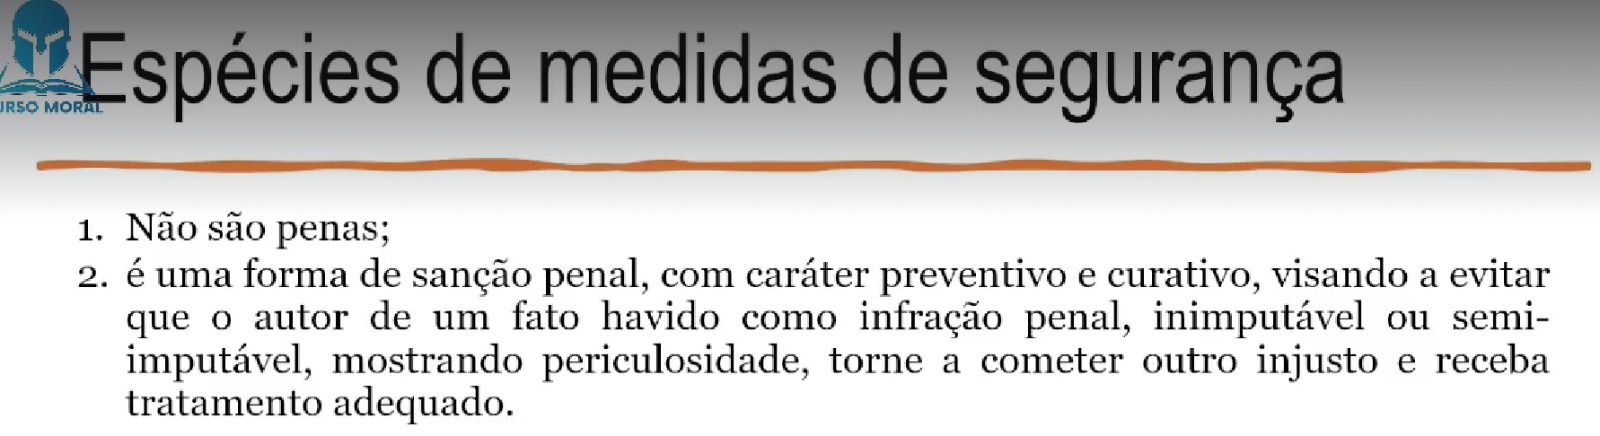 Espécies de medidas de segurança
URSO MORAL
1. Não são penas;
2. é uma forma de sanção penal, com caráter preventivo e curativo, visando a evitar
que o autor de um fato havido como infração penal, inimputável ou semi-
imputável, mostrando periculosidade, torne a cometer outro injusto e receba
tratamento adequado.